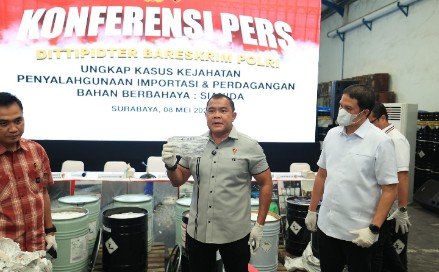 KONFERENSI PERS
DITTIPIDTER BARESKRIM POLRI
UNGKAP KASUS KEJAHATAN
PENYALAHGUNAAN IMPORTASI & PERDAGANGAN
BAHAN BERBAHAYA : SIANIDA
SURABAYA, 08 MEI